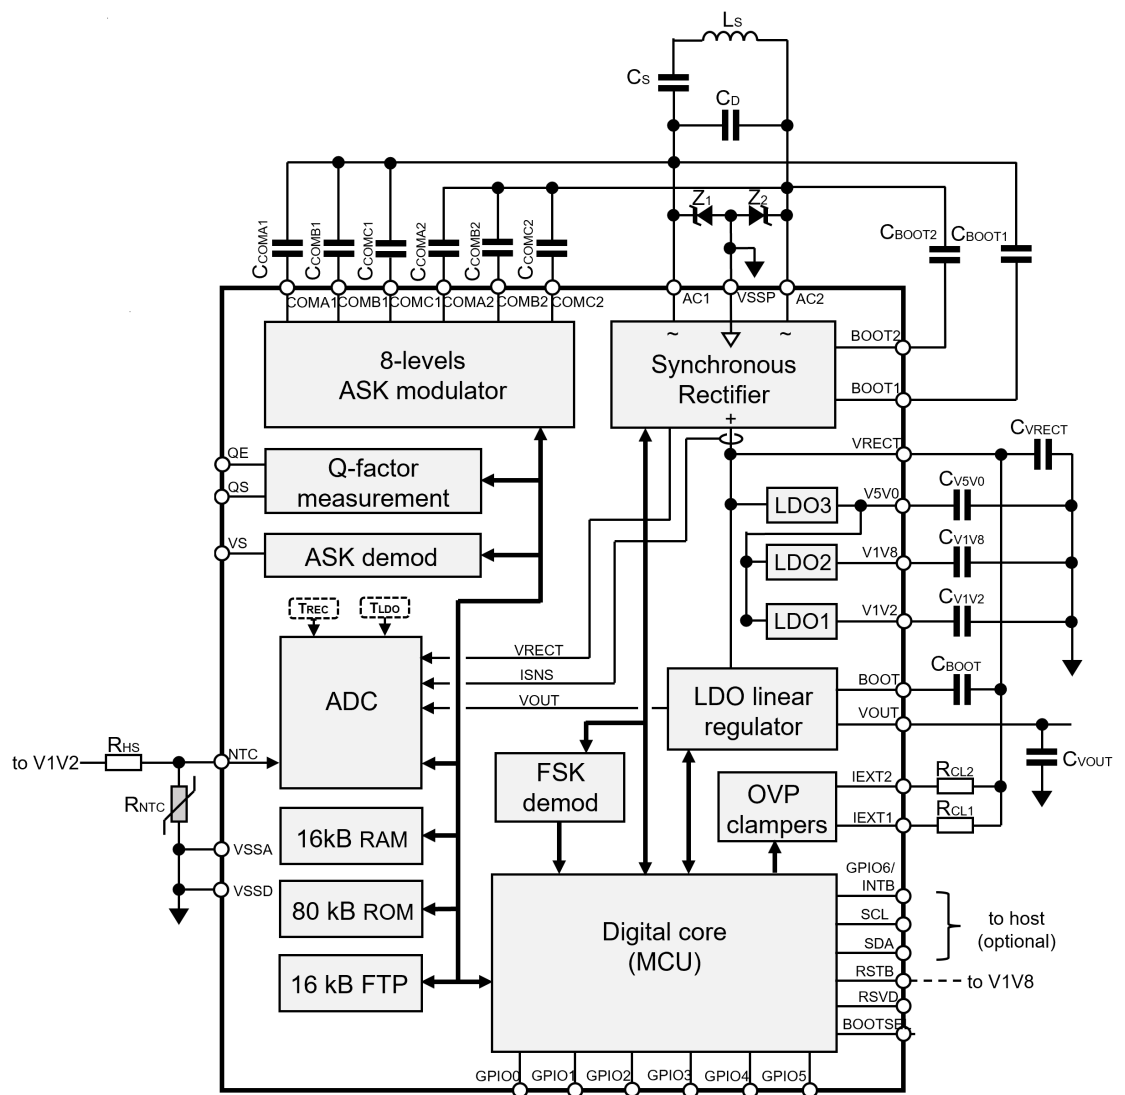 LS
CS
CD
Z1
Z2
CCOMA1
CCOMB1
CCOMC1
CCOMA2
CCOMB2
CCOMC2
CBOOT2
CBOOT1
COMA1
COMB1
COMC1
COMA2
COMB2
COMC2
AC1
VSSP
AC2
8-levels
ASK modulator
~
~
Synchronous
Rectifier
+
BOOT2
BOOT1
VRECT
CVRECT
QE
QS
Q-factor
measurement
VS
ASK demod
LDO3
V5V0
CV5V0
LDO2
V1V8
CV1V8
LDO1
V1V2
CV1V2
TREC
TLDO
ADC
VRECT
ISNS
VOUT
LDO linear
regulator
BOOT
CBOOT
VOUT
CVOUT
to V1V2
RHS
NTC
RNTC
VSSA
VSSD
FSK
demod
OVP
clampers
IEXT2
RCL2
IEXT1
RCL1
16kB RAM
80 kB ROM
16 kB FTP
Digital core
(MCU)
GPIO6/
INTB
SCL
SDA
to host
(optional)
RSTB
to V1V8
RSVD
BOOTSE
GPIO0
GPIO1
GPIO2
GPIO3
GPIO4
GPIO5